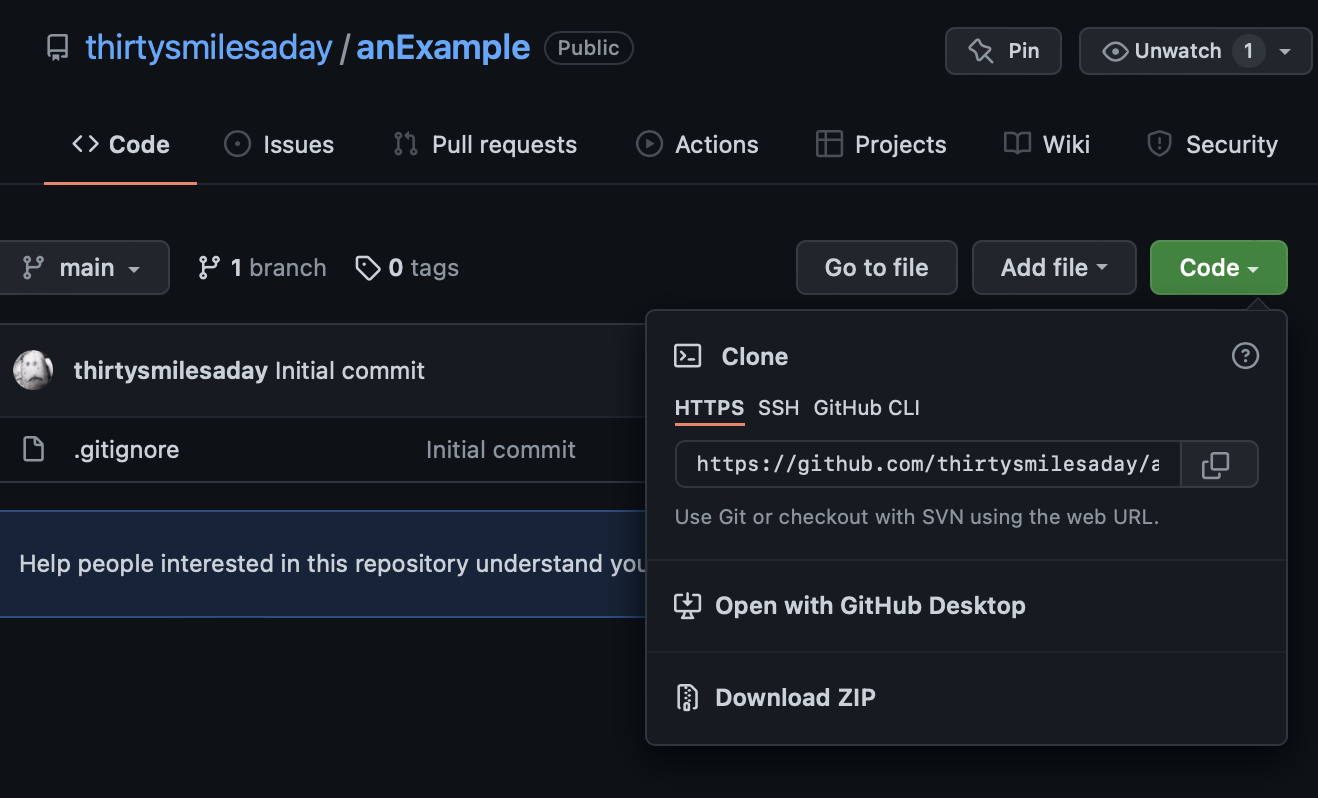 thirtysmilesaday / anExample Public Pin Unwatch 1
Code Issues Pull requests Actions Projects Wiki Security
main 1 branch 0 tags Go to file Add file Code
thirtysmilesaday Initial commit
.gitignore Initial commit
Help people interested in this repository understand you
Clone
HTTPS SSH GitHub CLI
https://github.com/thirtysmilesaday/a
Use Git or checkout with SVN using the web URL.
Open with GitHub Desktop
Download ZIP